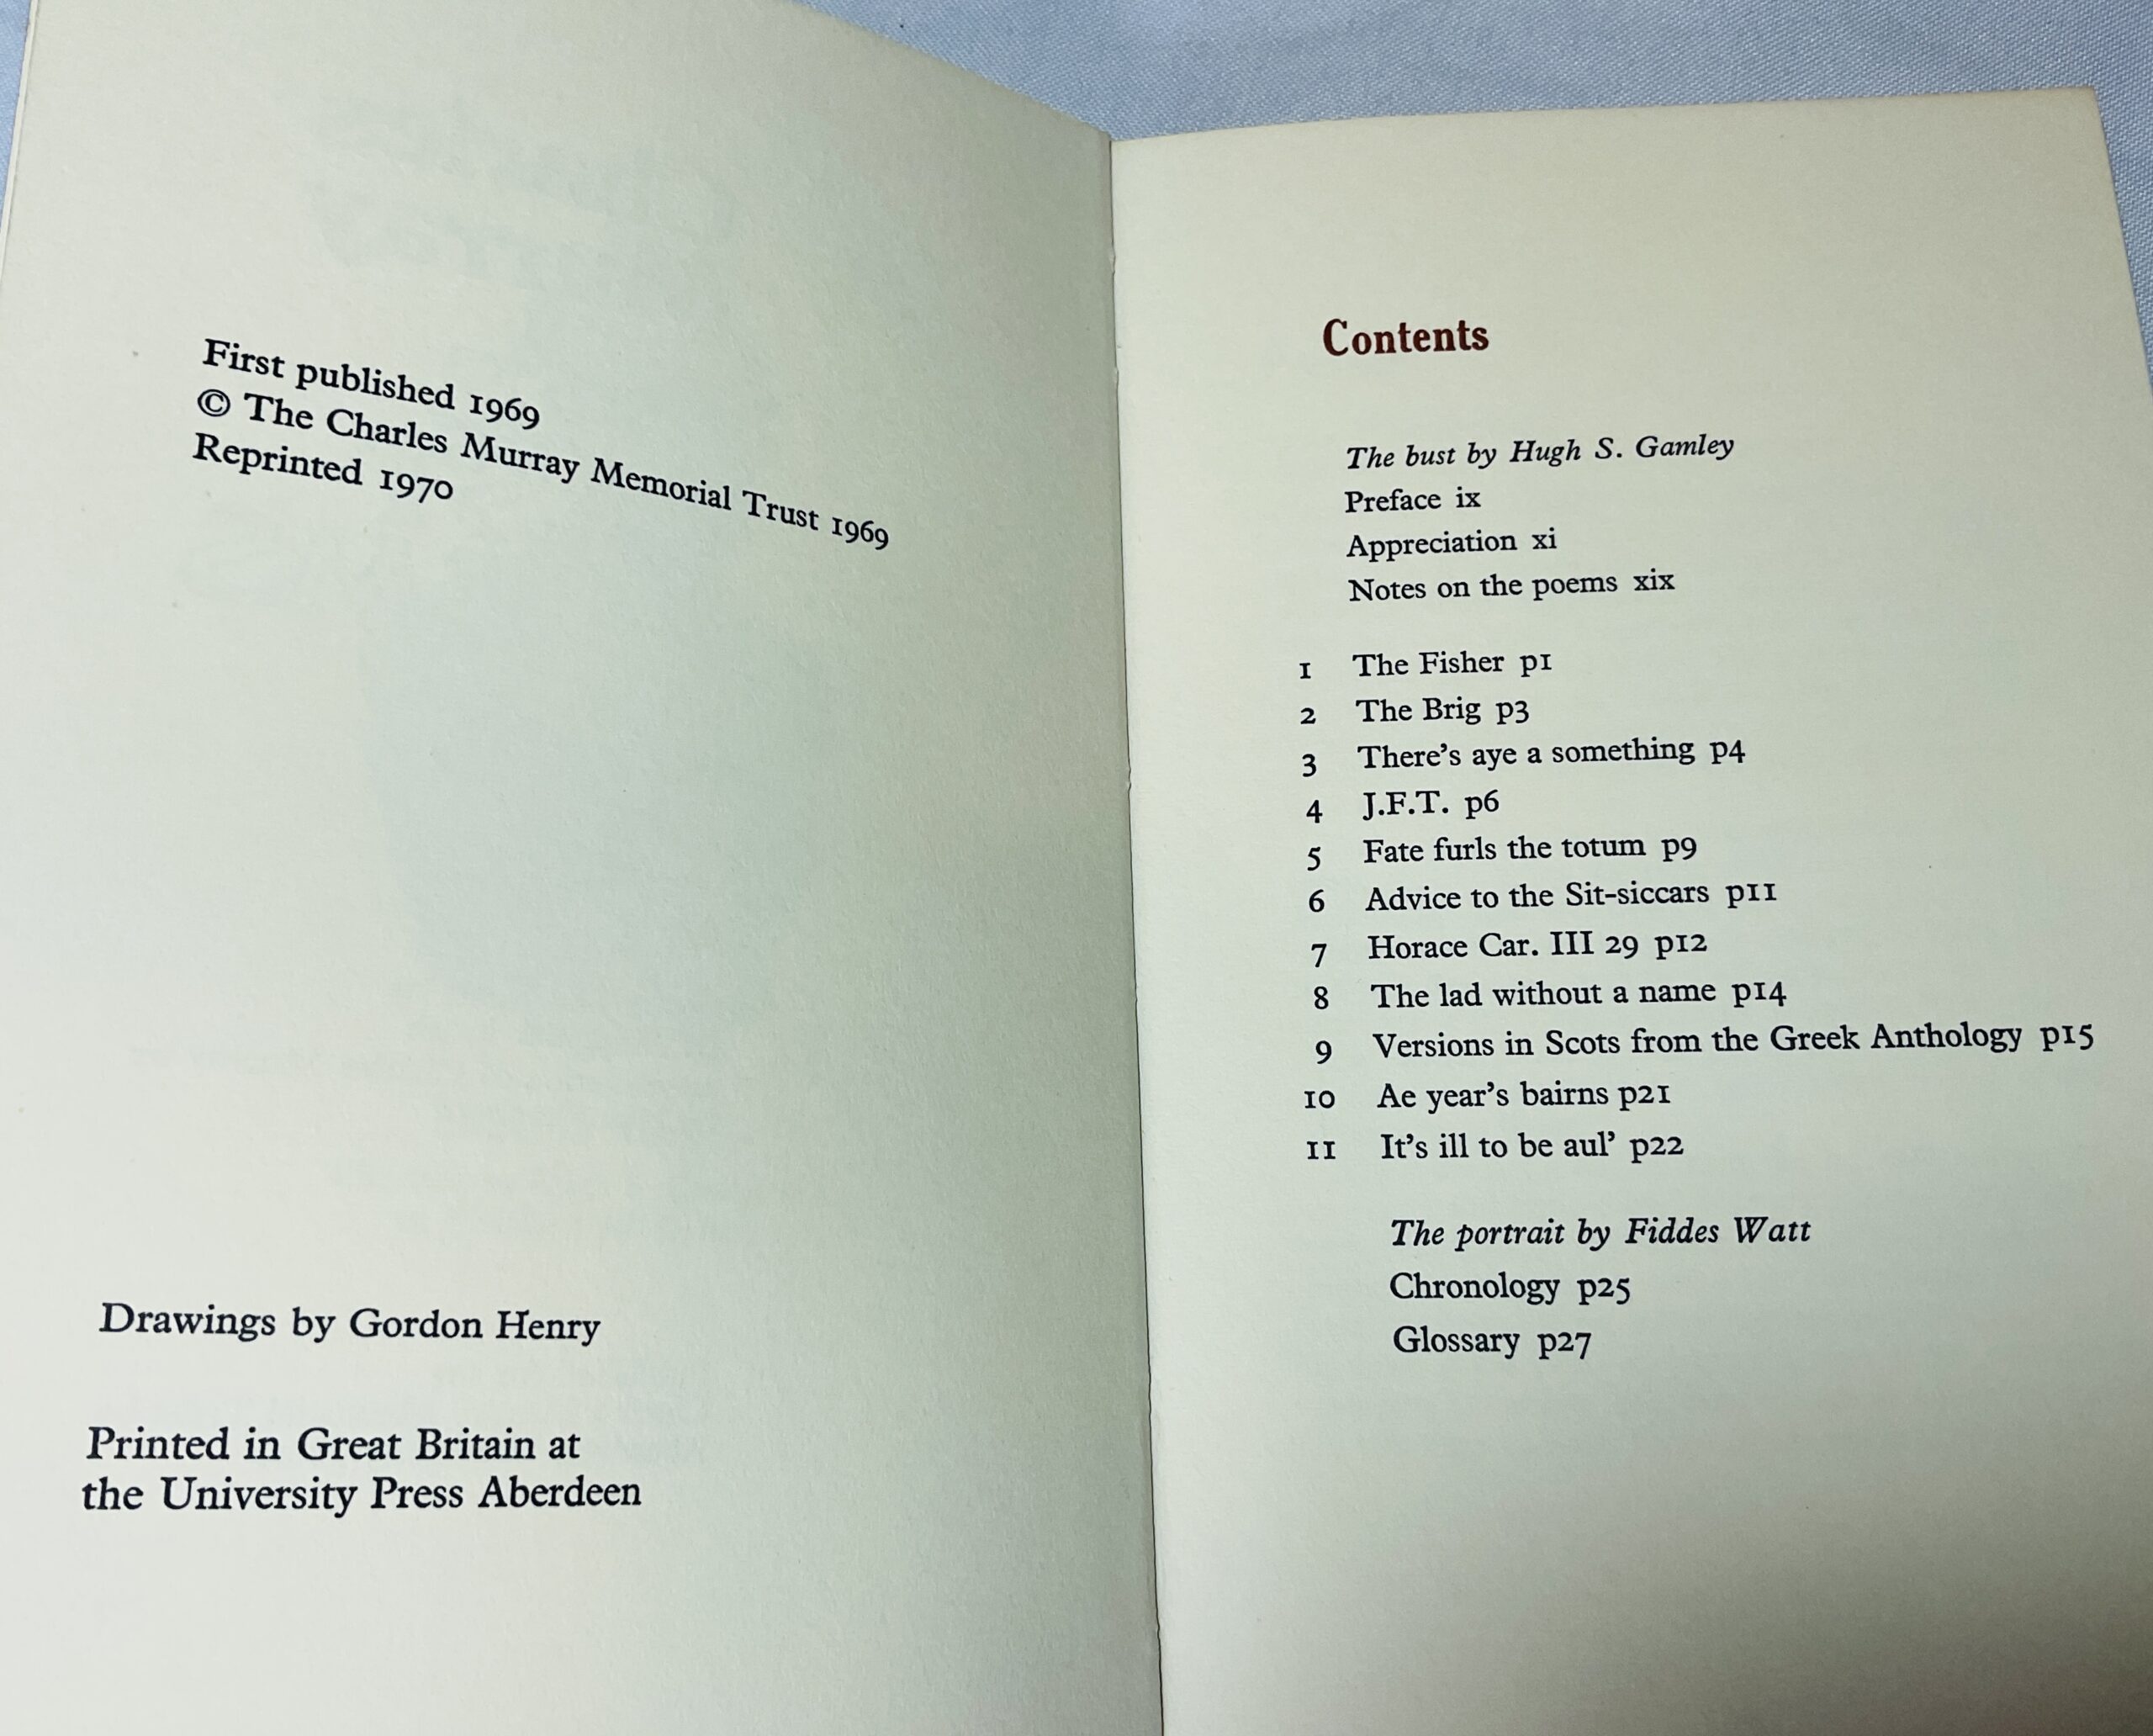 First published 1969
© The Charles Murray Memorial Trust 1969
Reprinted 1970
Drawings by Gordon Henry
Printed in Great Britain at
the University Press Aberdeen
Contents
The bust by Hugh S. Gamley
Preface ix
Appreciation xi
Notes on the poems xix
1 The Fisher p1
2 The Brig p3
3 There’s aye a something p4
4 J.F.T. p6
5 Fate furls the totum p9
6 Advice to the Sit-siccars p11
7 Horace Car. III 29 p12
8 The lad without a name p14
9 Versions in Scots from the Greek Anthology p15
10 Ae year’s bairns p21
11 It’s ill to be aul’ p22
The portrait by Fiddes Watt
Chronology p25
Glossary p27